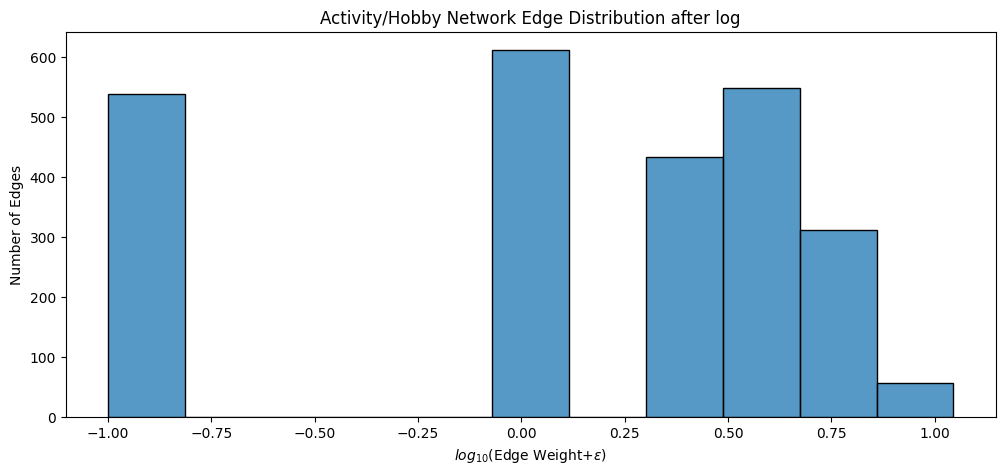 Activity/Hobby Network Edge Distribution after log
Number of Edges
600
500
400
300
200
100
0
−1.00 −0.75 −0.50 −0.25 0.00 0.25 0.50 0.75 1.00
log₁₀(Edge Weight+ε)